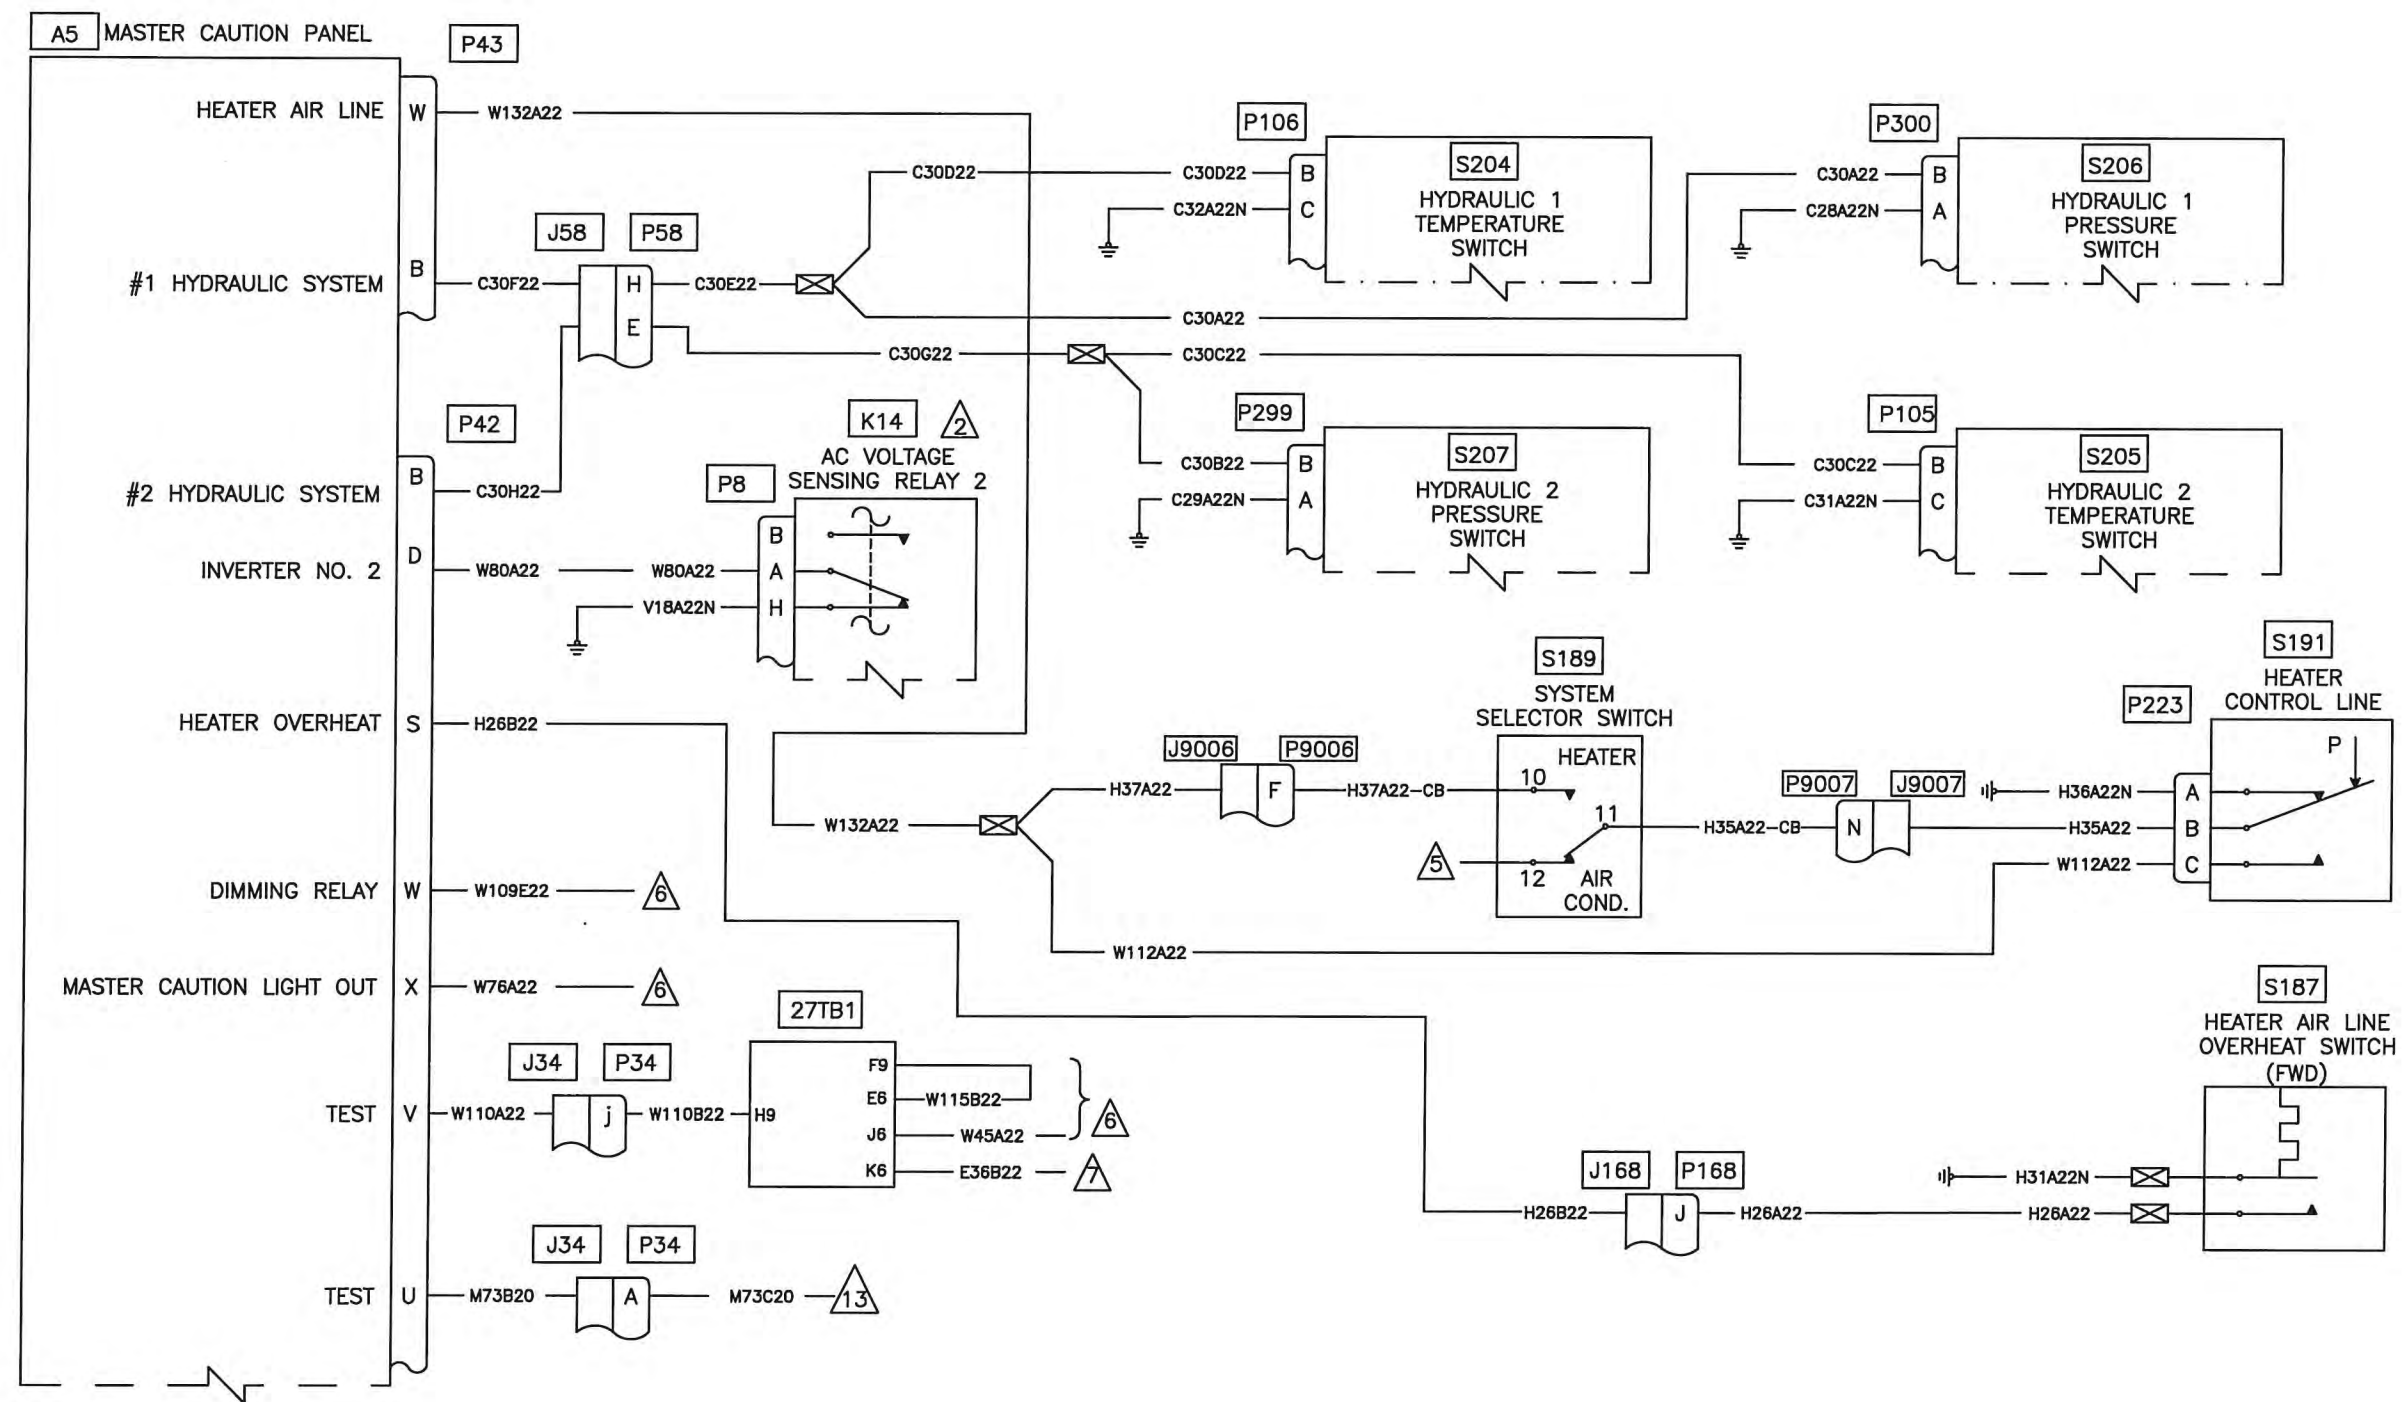 A5 MASTER CAUTION PANEL
P43
HEATER AIR LINE W W132A22
P106
B C30D22 C30D22
C C32A22N
S204
HYDRAULIC 1
TEMPERATURE
SWITCH
P300
B C30A22
A C28A22N
S206
HYDRAULIC 1
PRESSURE
SWITCH
J58 P58
#1 HYDRAULIC SYSTEM B C30F22 H C30E22
E
C30A22
C30G22 C30C22
P42
#2 HYDRAULIC SYSTEM B C30H22
K14 2
AC VOLTAGE
SENSING RELAY 2
P8
B
INVERTER NO. 2 D W80A22 W80A22 A
V18A22N H
P299
C30B22 B
C29A22N A
S207
HYDRAULIC 2
PRESSURE
SWITCH
P105
C30C22 B
C31A22N C
S205
HYDRAULIC 2
TEMPERATURE
SWITCH
HEATER OVERHEAT S H26B22
S189
SYSTEM
SELECTOR SWITCH
HEATER
10
11
12 AIR
COND.
5
S191
HEATER
CONTROL LINE
P223
P
J9006 P9006
H37A22 F H37A22-CB
W132A22
P9007 J9007
H35A22-CB N H35A22 B
H36A22N A
W112A22 C
W112A22
DIMMING RELAY W W109E22 6
MASTER CAUTION LIGHT OUT X W76A22 6
27TB1
J34 P34
TEST V W110A22 j W110B22 H9
F9
E6 W115B22
J6 W45A22 6
K6 E36B22 7
S187
HEATER AIR LINE
OVERHEAT SWITCH
(FWD)
J168 P168
H31A22N
H26B22 J H26A22 H26A22
J34 P34
TEST U M73B20 A M73C20 13